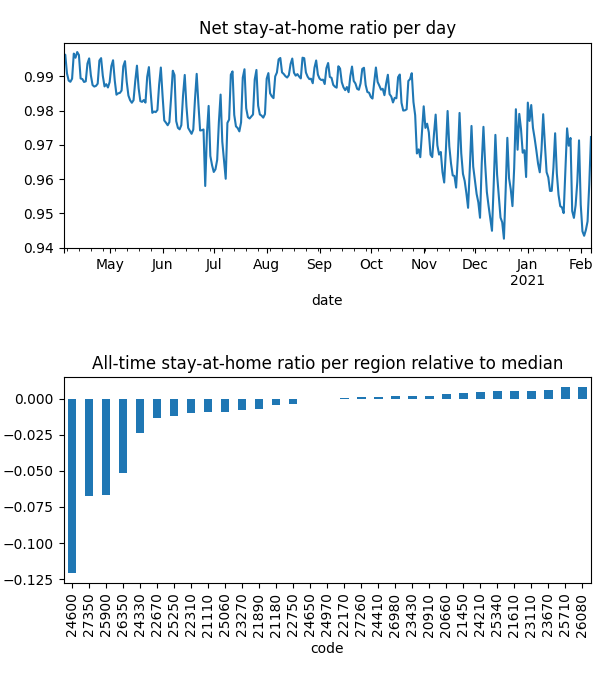 Net stay-at-home ratio per day
0.99
0.98
0.97
0.96
0.95
0.94
May Jun Jul Aug Sep Oct Nov Dec Jan Feb
2021
date
All-time stay-at-home ratio per region relative to median
0.000
−0.025
−0.050
−0.075
−0.100
−0.125
24600 27350 25900 26350 24330 22670 25250 22310 21110 25060 23270 21890 21180 22750 24650 24970 22170 27260 24410 26980 23430 20910 20660 21450 24210 25340 21610 23110 23670 25710 26080
code